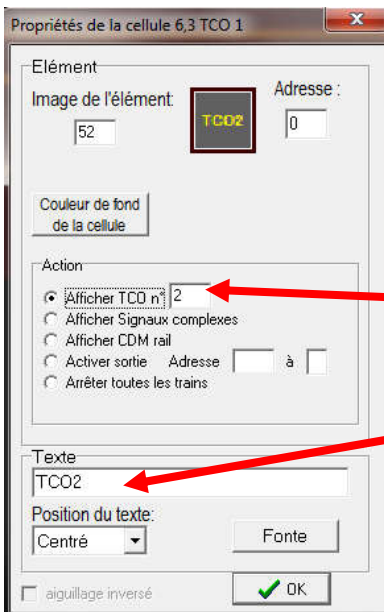 Propriétés de la cellule 6,3 TCO 1
Elément
Image de l'élément:
Adresse :
52
TCO2
0
Couleur de fond
de la cellule
Action
Afficher TCO n° 2
Afficher Signaux complexes
Afficher CDM rail
Activer sortie Adresse à
Arrêter toutes les trains
Texte
TCO2
Position du texte:
Centré
Fonte
aiguillage inversé
OK